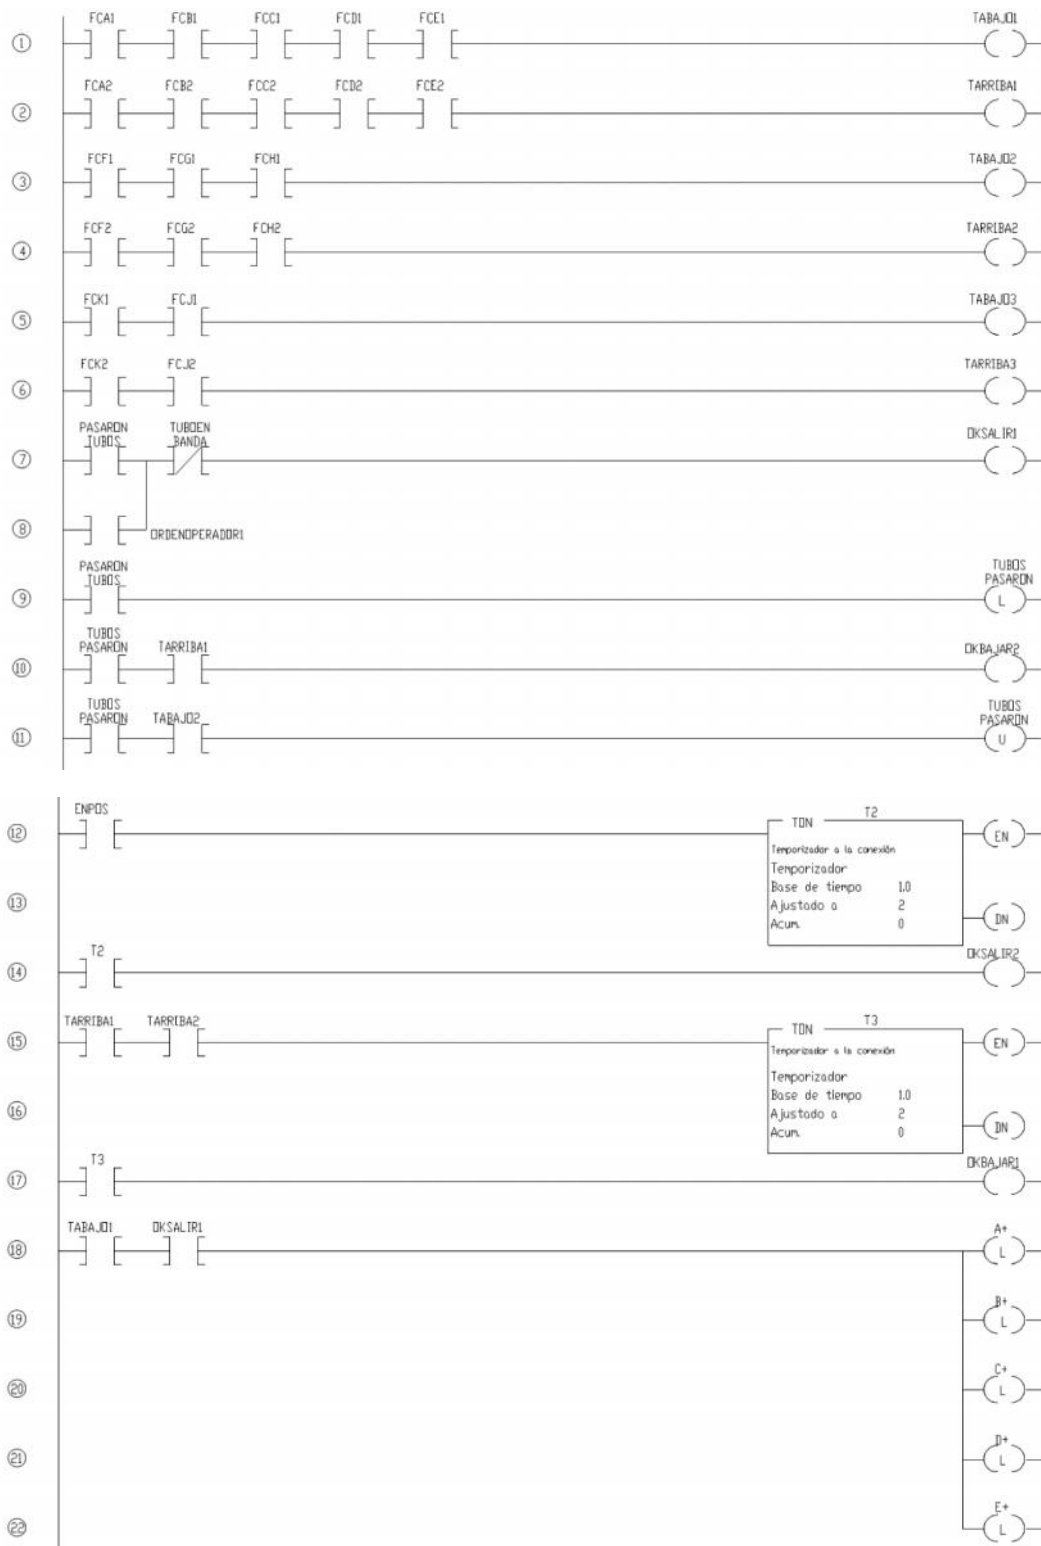 FCA1 FCB1 FCC1 FCD1 FCE1 TABAJO1
1
FCA2 FCB2 FCC2 FCD2 FCE2 TARRIBA1
2
FCF1 FCG1 FCH1 TABAJO2
3
FCF2 FCG2 FCH2 TARRIBA2
4
FCK1 FCJ1 TABAJO3
5
FCK2 FCJ2 TARRIBA3
6
PASARON TUBOS TUBOEN BANDA OKSALIR1
7
8 ORDENOPERADOR1
PASARON TUBOS TUBOS PASARON
9 L
TUBOS PASARON TARRIBA1 OKBAJAR2
10
TUBOS PASARON TABAJO2 TUBOS PASARON
11 U
ENPOS T2
12 TON EN
Temporizador a la conexión
Temporizador
Base de tiempo 1.0
13 Ajustado a 2 DN
Acum. 0
T2 OKSALIR2
14
TARRIBA1 TARRIBA2 T3
15 TON EN
Temporizador a la conexión
Temporizador
Base de tiempo 1.0
16 Ajustado a 2 DN
Acum. 0
T3 OKBAJAR1
17
TABAJO1 OKSALIR1 A+
18 L
B+
19 L
C+
20 L
D+
21 L
E+
22 L